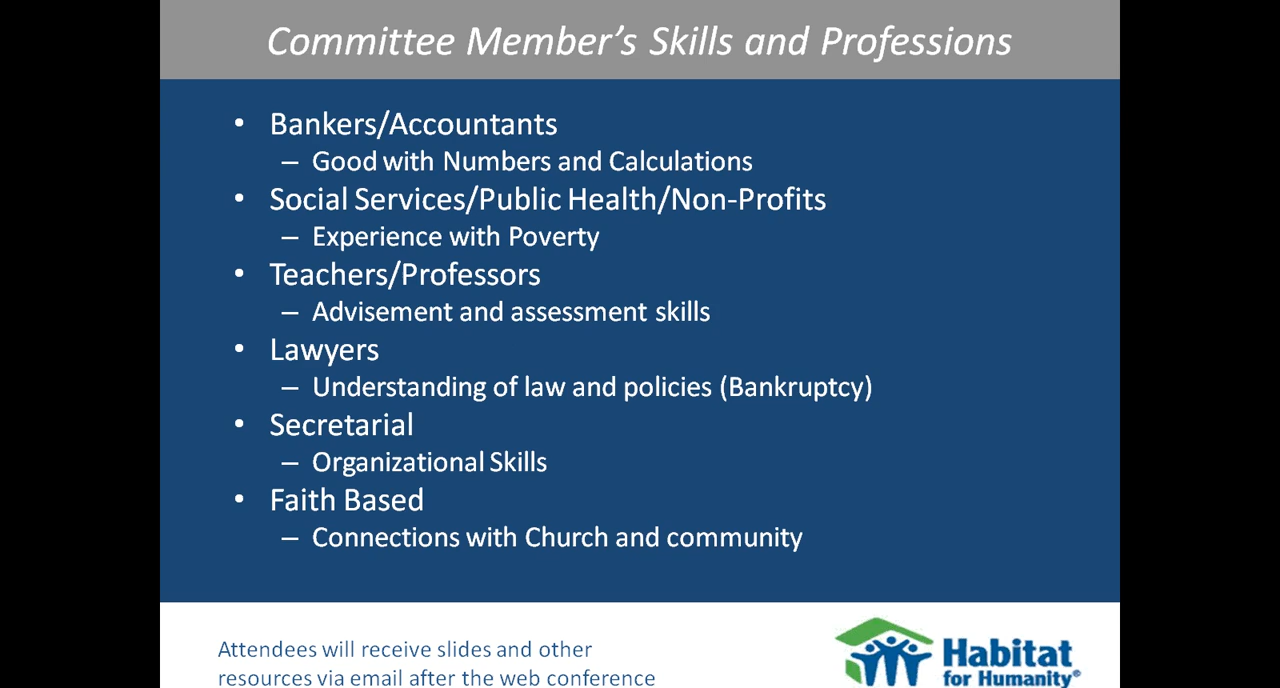 Committee Member's Skills and Professions
• Bankers/Accountants
– Good with Numbers and Calculations
• Social Services/Public Health/Non-Profits
– Experience with Poverty
• Teachers/Professors
– Advisement and assessment skills
• Lawyers
– Understanding of law and policies (Bankruptcy)
• Secretarial
– Organizational Skills
• Faith Based
– Connections with Church and community
Attendees will receive slides and other
resources via email after the web conference
Habitat
for Humanity®